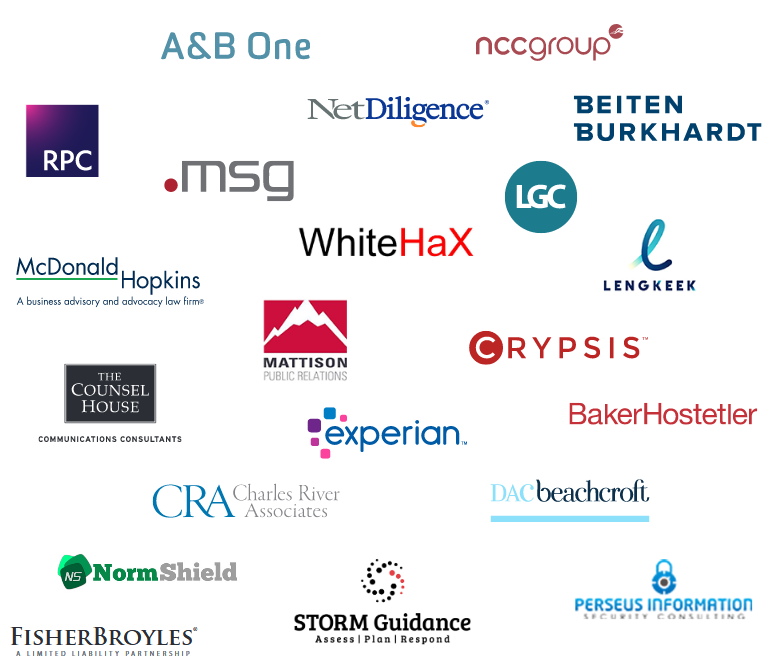 A&B One
nccgroup
NetDiligence®
BEITEN
BURKHARDT
RPC
.msg
LGC
WhiteHaX
LENGKEEK
McDonald
Hopkins
A business advisory and advocacy law firm®
MATTISON
PUBLIC RELATIONS
CRYPSIS™
THE
COUNSEL
HOUSE
COMMUNICATIONS CONSULTANTS
experian™
BakerHostetler
CRA Charles River
Associates
DAC beachcroft
NS NormShield
STORM Guidance
Assess | Plan | Respond
PERSEUS INFORMATION
SECURITY CONSULTING
FISHERBROYLES®
A LIMITED LIABILITY PARTNERSHIP